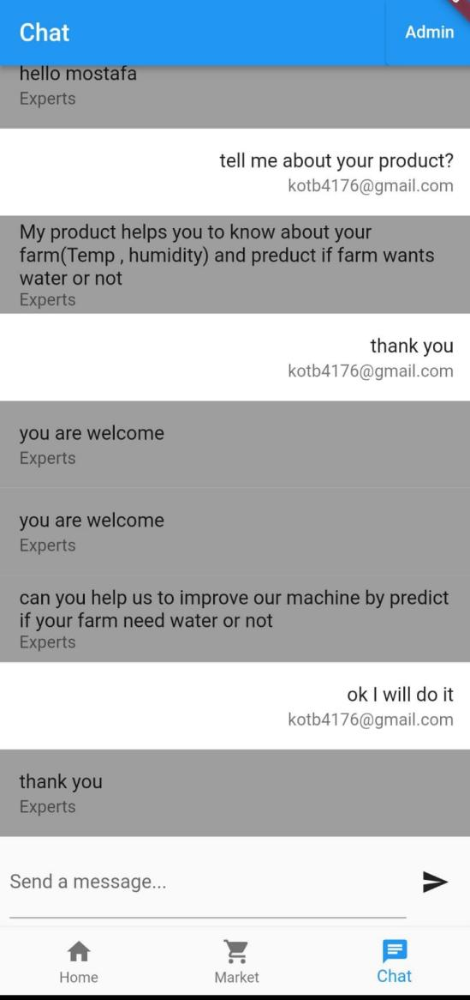 Chat
Admin
hello mostafa
Experts
tell me about your product?
kotb4176@gmail.com
My product helps you to know about your
farm(Temp , humidity) and preduct if farm wants
water or not
Experts
thank you
kotb4176@gmail.com
you are welcome
Experts
you are welcome
Experts
can you help us to improve our machine by predict
if your farm need water or not
Experts
ok I will do it
kotb4176@gmail.com
thank you
Experts
Send a message...
Home
Market
Chat